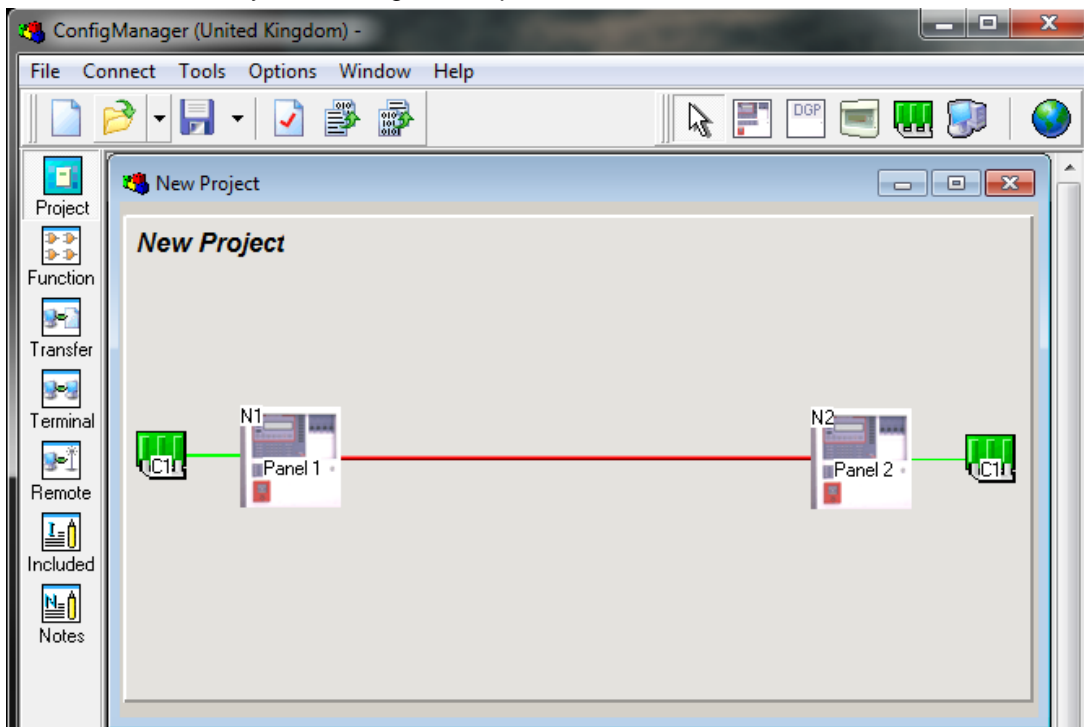 ConfigManager (United Kingdom) -
File Connect Tools Options Window Help
DGP
Project
Function
Transfer
Terminal
Remote
Included
Notes
New Project
New Project
N1
Panel 1
C1
N2
Panel 2
C1